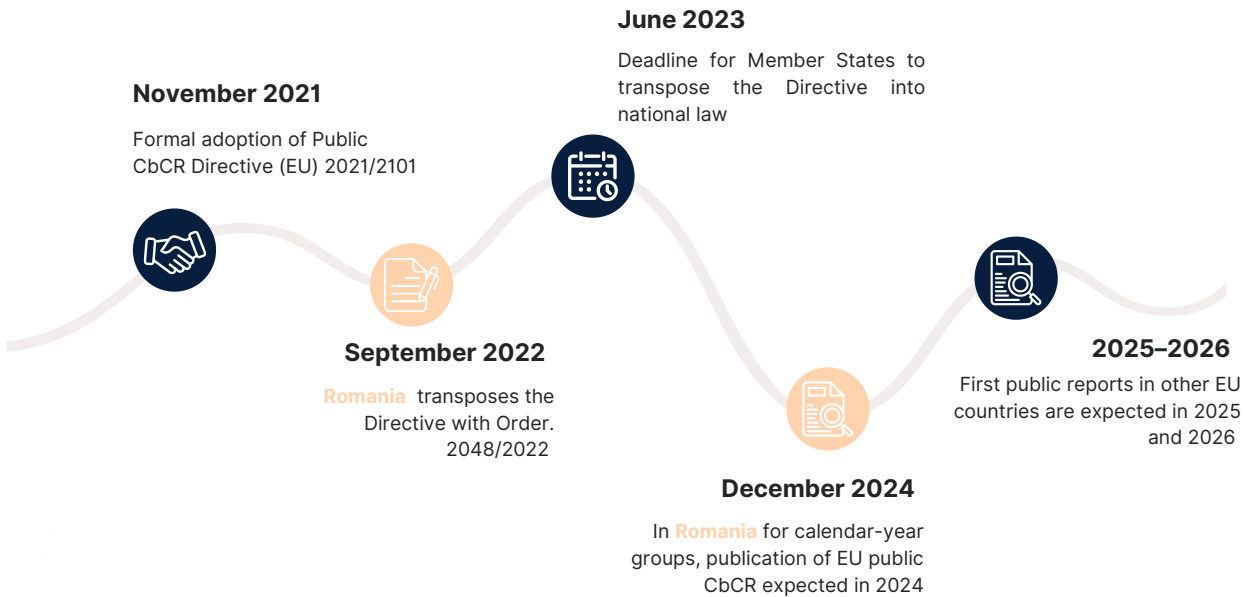 November 2021
Formal adoption of Public
CbCR Directive (EU) 2021/2101
September 2022
Romania transposes the
Directive with Order.
2048/2022
June 2023
Deadline for Member States to
transpose the Directive into
national law
December 2024
In Romania for calendar-year
groups, publication of EU public
CbCR expected in 2024
2025–2026
First public reports in other EU
countries are expected in 2025
and 2026